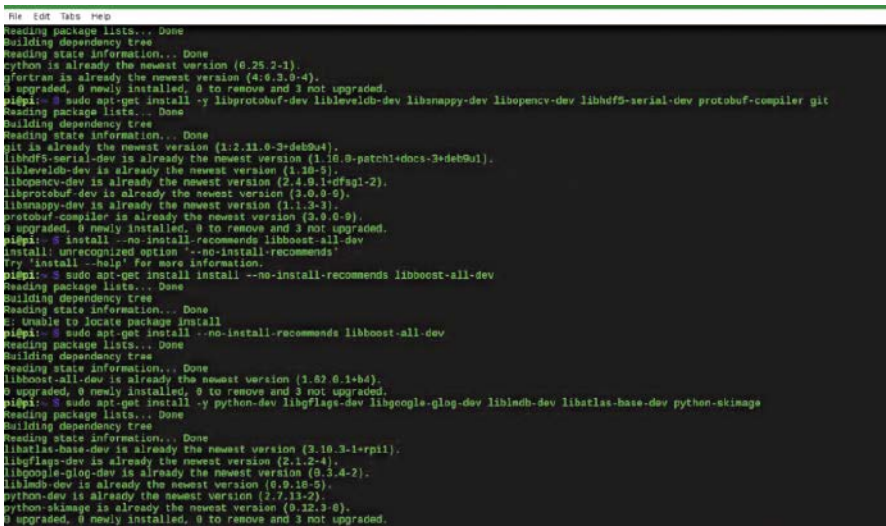 File Edit Tabs Help
Reading package lists... Done
Building dependency tree
Reading state information... Done
cython is already the newest version (0.25.2-1).
gfortran is already the newest version (4:6.3.0-4).
0 upgraded, 0 newly installed, 0 to remove and 3 not upgraded.
pi@pi:~ $ sudo apt-get install -y libprotobuf-dev libleveldb-dev libsnappy-dev libopencv-dev libhdf5-serial-dev protobuf-compiler git
Reading package lists... Done
Building dependency tree
Reading state information... Done
git is already the newest version (1:2.11.0-3+deb9u4).
libhdf5-serial-dev is already the newest version (1.10.0-patch1+docs-3+deb9u1).
libleveldb-dev is already the newest version (1.18-5).
libopencv-dev is already the newest version (2.4.9.1+dfsg1-2).
libprotobuf-dev is already the newest version (3.0.0-9).
libsnappy-dev is already the newest version (1.1.3-3).
protobuf-compiler is already the newest version (3.0.0-9).
0 upgraded, 0 newly installed, 0 to remove and 3 not upgraded.
pi@pi:~ $ install --no-install-recommends libboost-all-dev
install: unrecognized option '--no-install-recommends'
Try 'install --help' for more information.
pi@pi:~ $ sudo apt-get install install --no-install-recommends libboost-all-dev
Reading package lists... Done
Building dependency tree
Reading state information... Done
E: Unable to locate package install
pi@pi:~ $ sudo apt-get install --no-install-recommends libboost-all-dev
Reading package lists... Done
Building dependency tree
Reading state information... Done
libboost-all-dev is already the newest version (1.62.0.1+b4).
0 upgraded, 0 newly installed, 0 to remove and 3 not upgraded.
pi@pi:~ $ sudo apt-get install -y python-dev libgflags-dev libgoogle-glog-dev liblmdb-dev libatlas-base-dev python-skimage
Reading package lists... Done
Building dependency tree
Reading state information... Done
libatlas-base-dev is already the newest version (3.10.3-1+rpi1).
libgflags-dev is already the newest version (2.1.2-4).
libgoogle-glog-dev is already the newest version (0.3.4-2).
liblmdb-dev is already the newest version (0.9.18-5).
python-dev is already the newest version (2.7.13-2).
python-skimage is already the newest version (0.12.3-8).
0 upgraded, 0 newly installed, 0 to remove and 3 not upgraded.